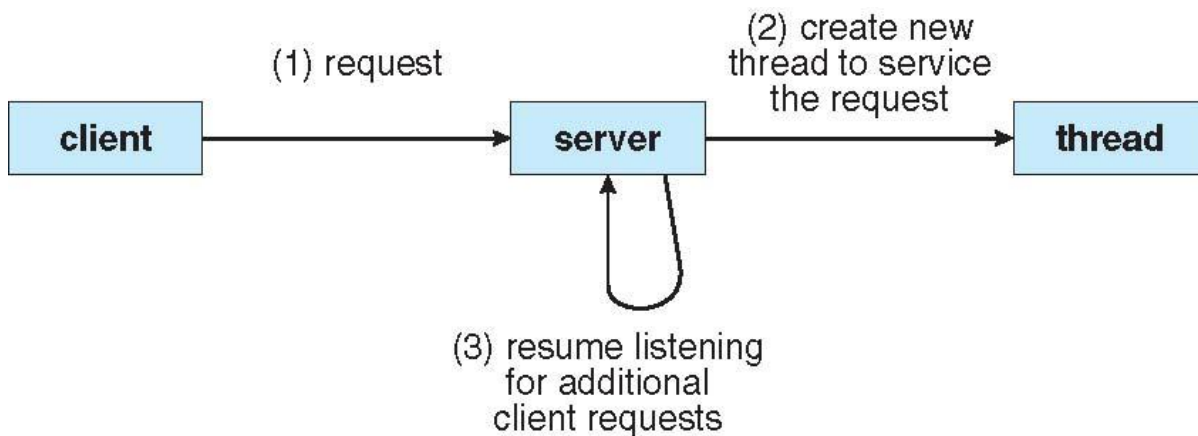 (1) request
(2) create new
thread to service
the request
client
server
thread
(3) resume listening
for additional
client requests